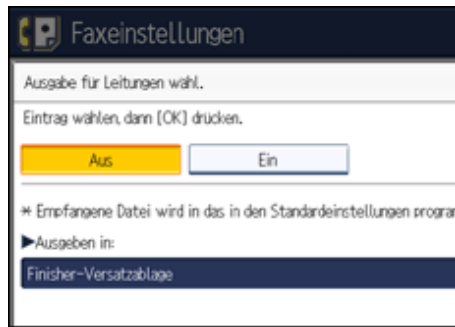 Faxeinstellungen
Ausgabe für Leitungen wähl.
Eintrag wählen, dann [OK] drücken.
Aus Ein
* Empfangene Datei wird in das in den Standardeinstellungen progra
►Ausgeben in:
Finisher-Versatzablage